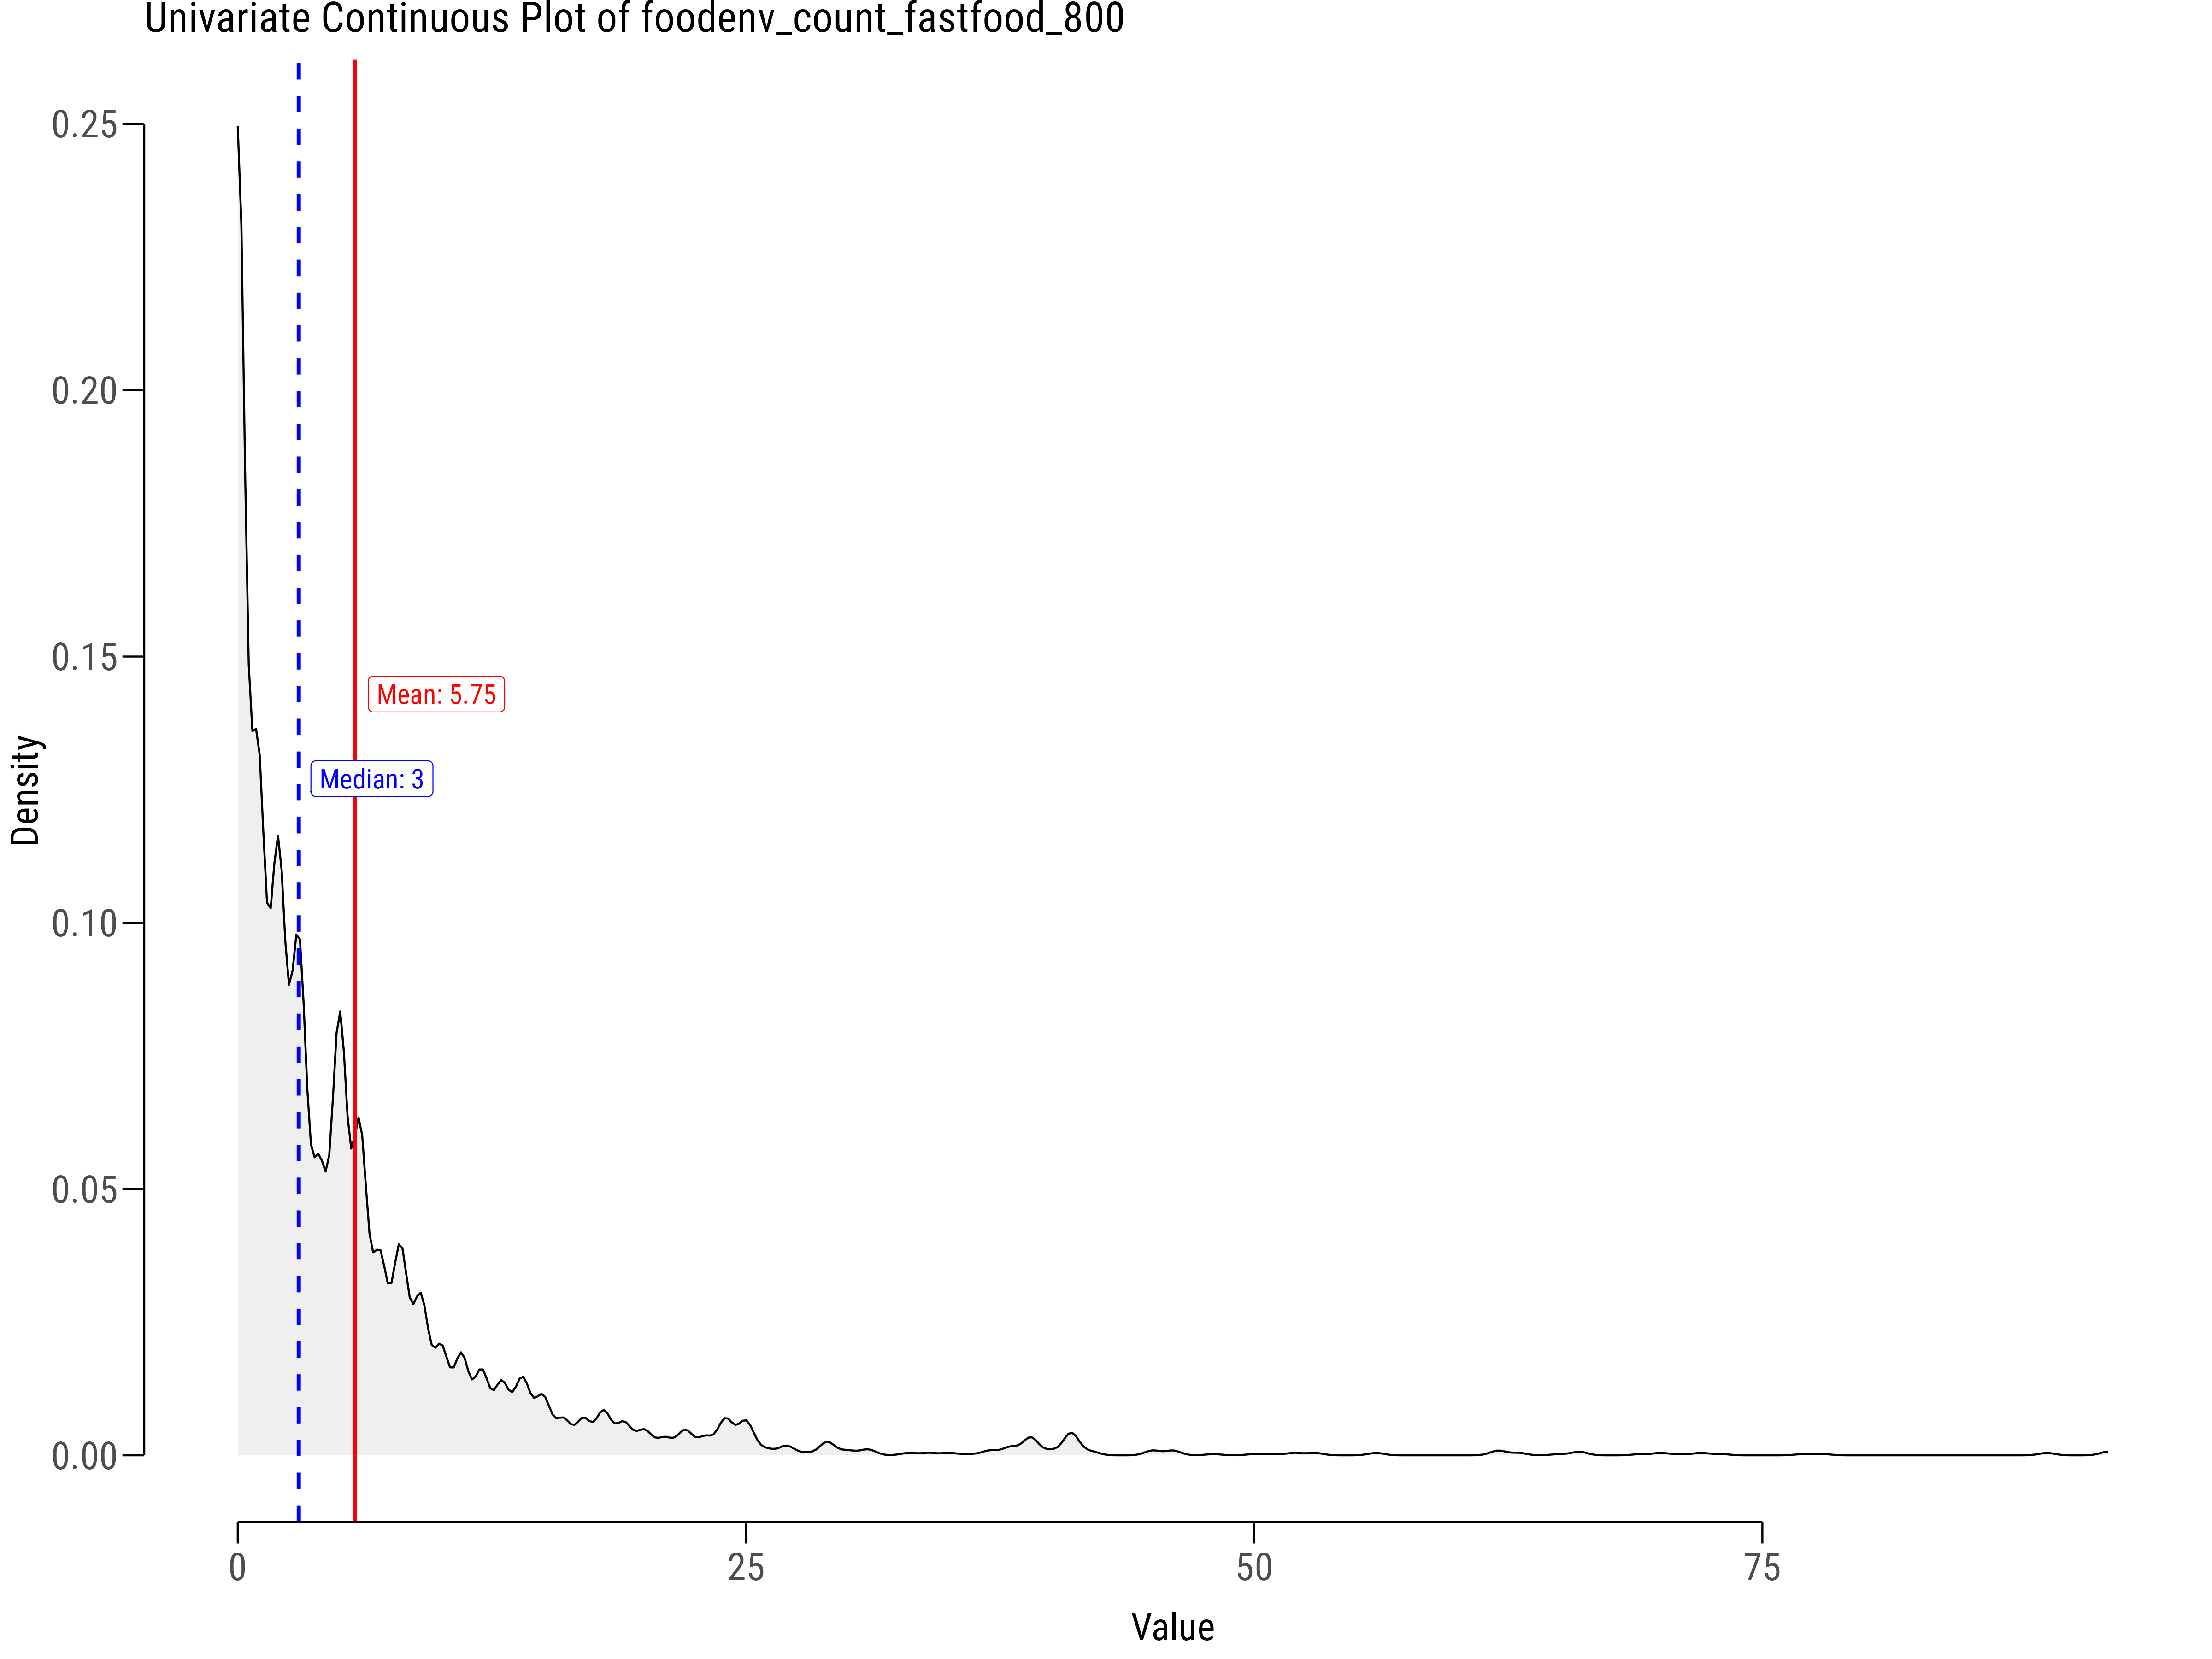 Univariate Continuous Plot of foodenv_count_fastfood_800
0.25
0.20
0.15
0.10
0.05
0.00
Density
Mean: 5.75
Median: 3
0 25 50 75
Value